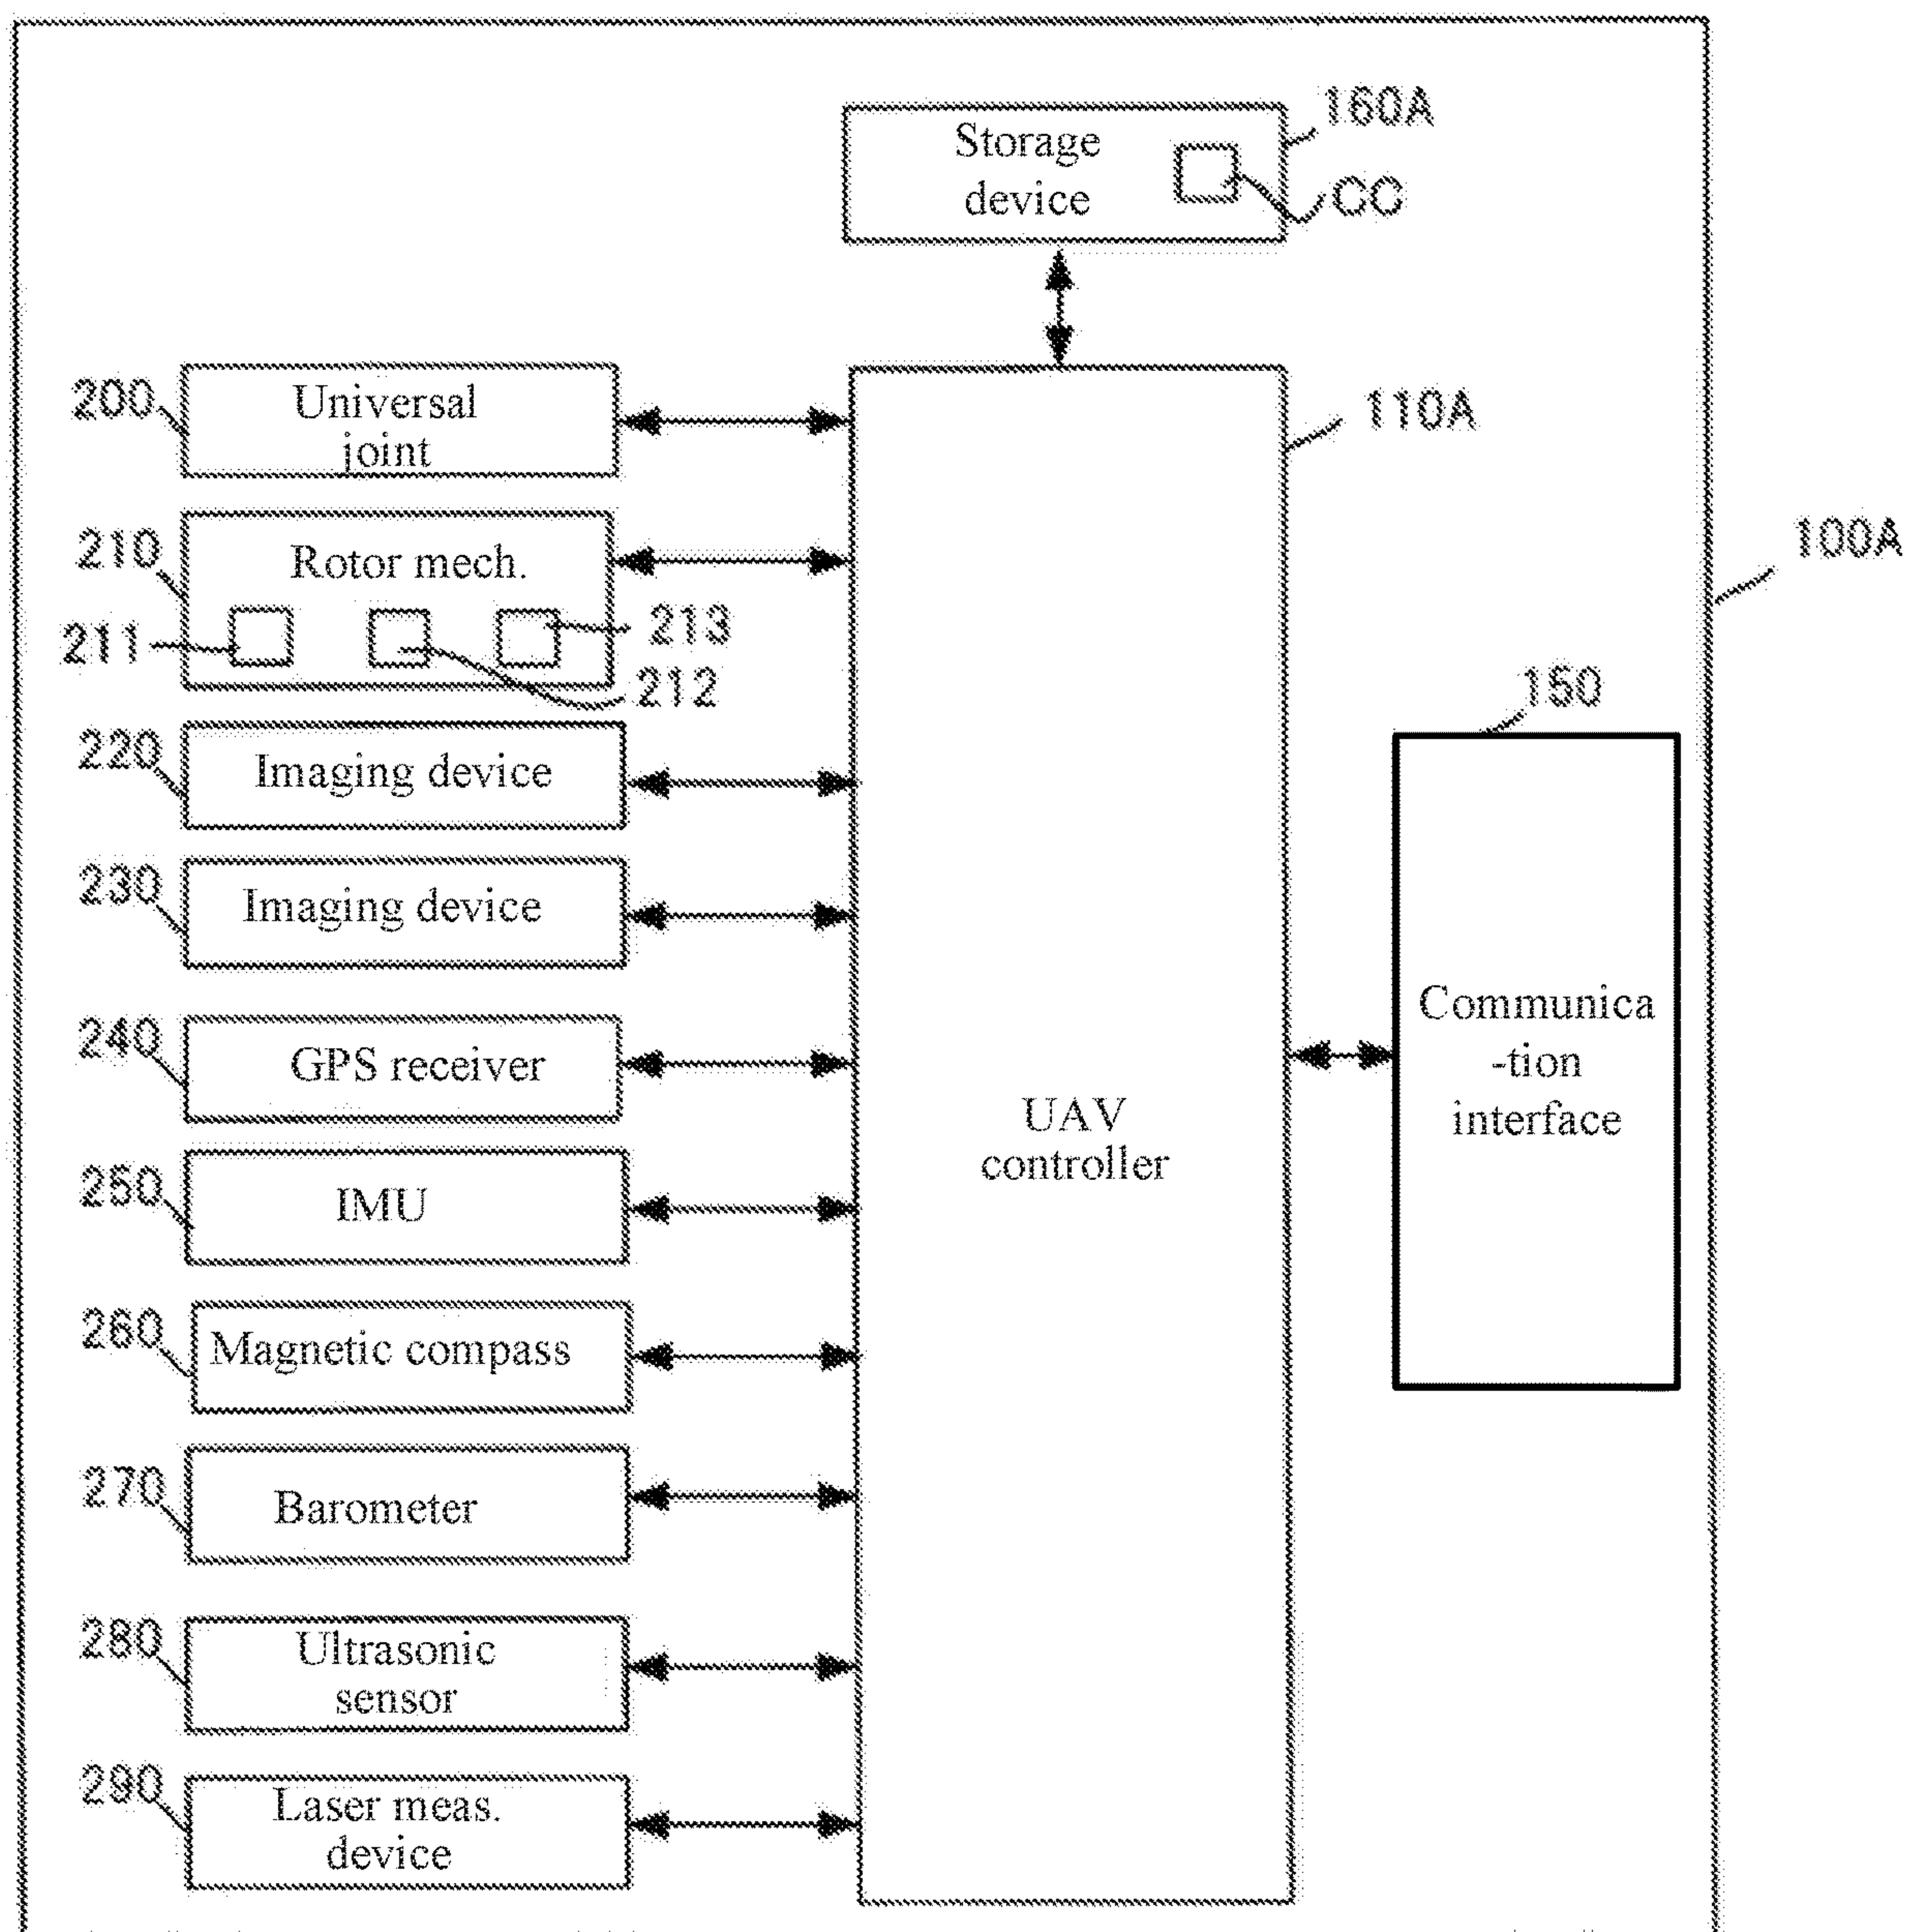 160A
Storage
device
CC
200
Universal
joint
110A
210
Rotor mech.
100A
211
213
212
150
220
Imaging device
230
Imaging device
Communica
-tion
interface
240
GPS receiver
UAV
controller
250
IMU
260
Magnetic compass
270
Barometer
280
Ultrasonic
sensor
290
Laser meas.
device